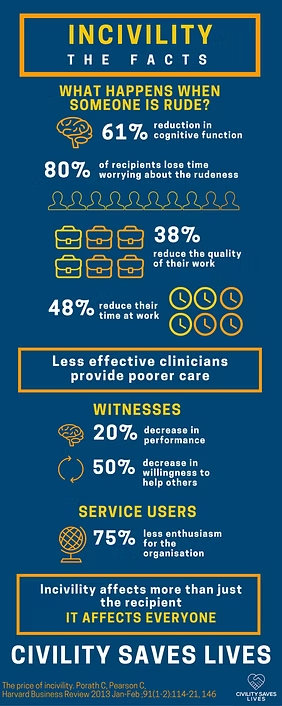 INCIVILITY
THE FACTS
WHAT HAPPENS WHEN
SOMEONE IS RUDE?
61% reduction in
cognitive function
80% of recipients lose time
worrying about the rudeness
38%
reduce the quality
of their work
48% reduce their
time at work
Less effective clinicians
provide poorer care
WITNESSES
20% decrease in
performance
50% decrease in
willingness to
help others
SERVICE USERS
75% less enthusiasm
for the
organisation
Incivility affects more than just
the recipient
IT AFFECTS EVERYONE
CIVILITY SAVES LIVES
The price of incivility, Porath C, Pearson C,
Harvard Business Review 2013 Jan-Feb ;91(1-2):114-21, 146
CIVILITY SAVES
LIVES